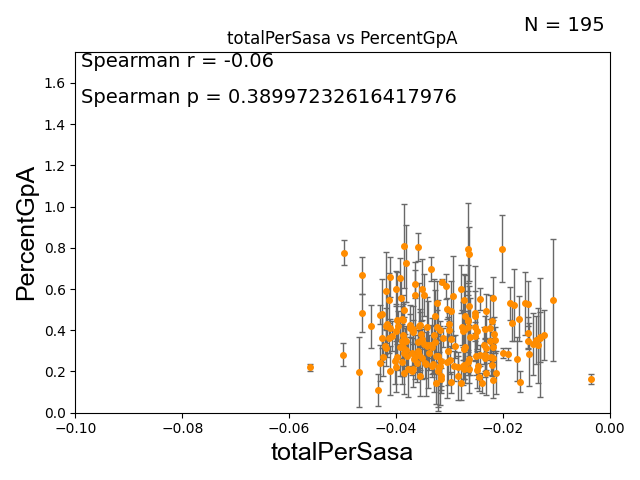 N = 195
totalPerSasa vs PercentGpA
Spearman r = -0.06
Spearman p = 0.38997232616417976
1.6
1.4
1.2
1.0
0.8
0.6
0.4
0.2
0.0
PercentGpA
−0.10 −0.08 −0.06 −0.04 −0.02 0.00
totalPerSasa